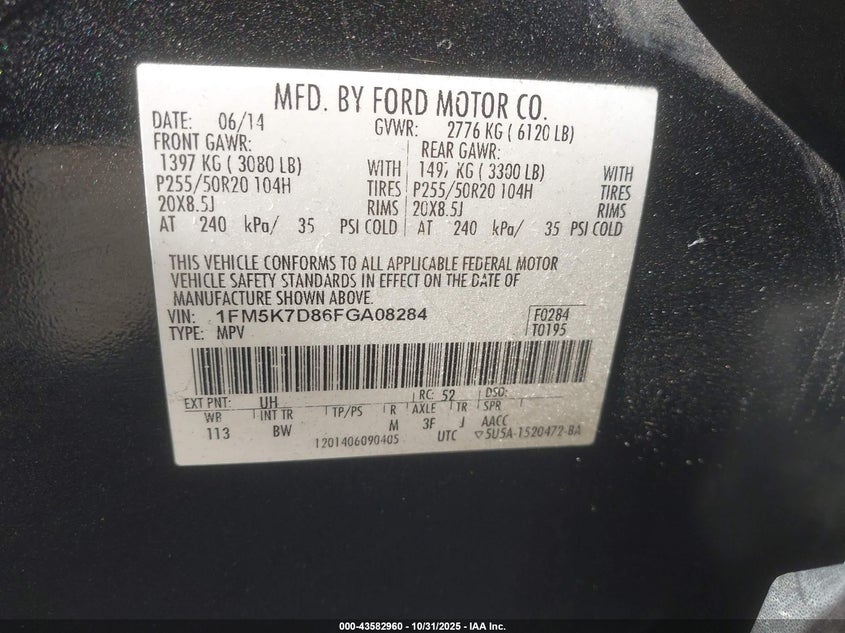 MFD. BY FORD MOTOR CO.
DATE: 06/14 GVWR: 2776 KG ( 6120 LB)
FRONT GAWR: REAR GAWR:
1397 KG ( 3080 LB) WITH 1497 KG ( 3300 LB) WITH
P255/50R20 104H TIRES P255/50R20 104H TIRES
20X8.5J RIMS 20X8.5J RIMS
AT 240 kPa/ 35 PSI COLD AT 240 kPa/ 35 PSI COLD
THIS VEHICLE CONFORMS TO ALL APPLICABLE FEDERAL MOTOR
VEHICLE SAFETY STANDARDS IN EFFECT ON THE DATE OF
MANUFACTURE SHOWN ABOVE.
VIN: 1FM5K7D86FGA08284 F0284
TYPE: MPV T0195
EXT PNT: UH RC: 52 DSO:
WB INT TR TP/PS R AXLE TR SPR
113 BW M 3F J AACC
1201406090405 UTC ▽5U5A-1520472-BA
000-43582960 - 10/31/2025 - IAA Inc.